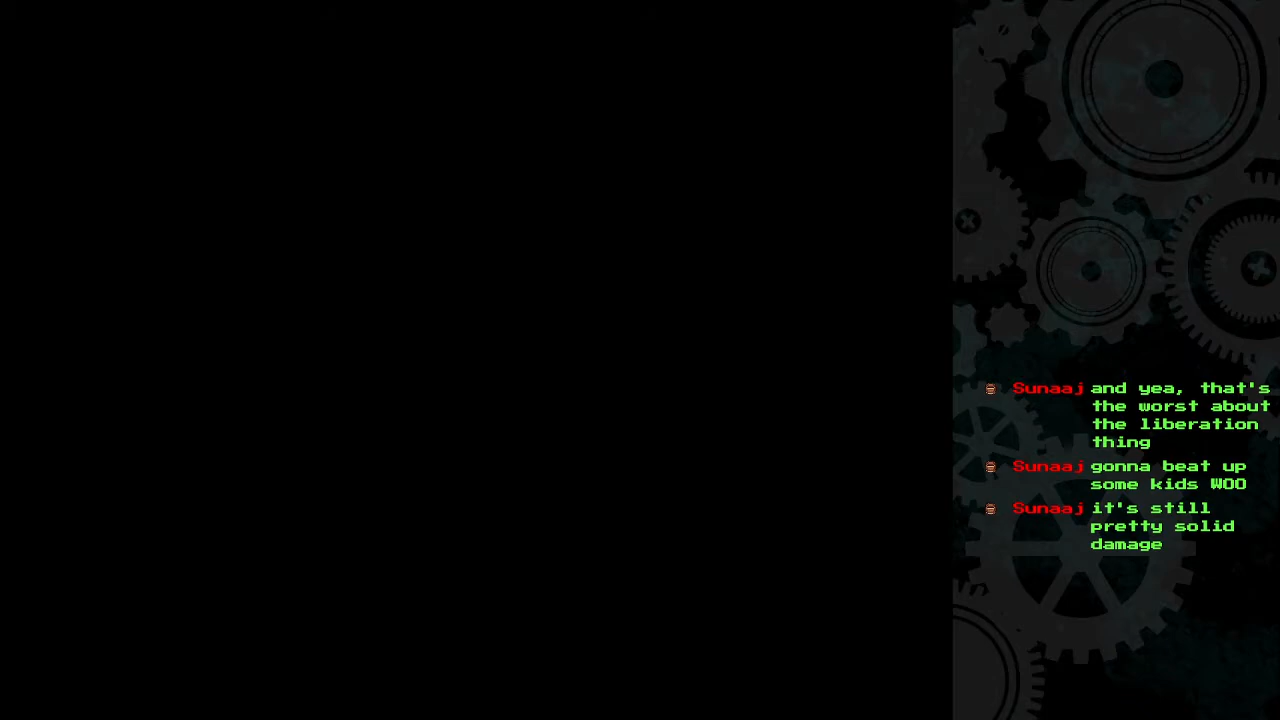 Sunaaj and yea, that's
the worst about
the liberation
thing
Sunaaj gonna beat up
some kids WOO
Sunaaj it's still
pretty solid
damage